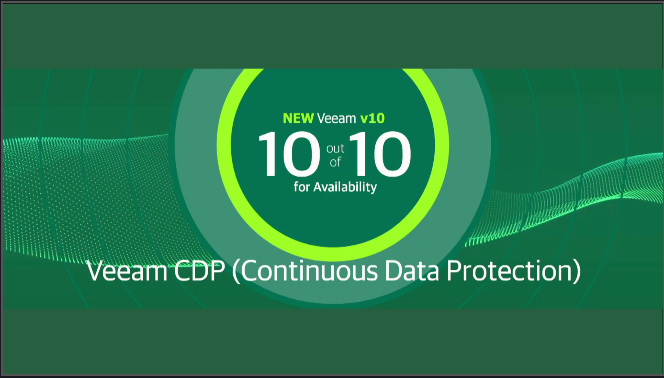 NEW Veeam v10
10 out of 10
for Availability
Veeam CDP (Continuous Data Protection)